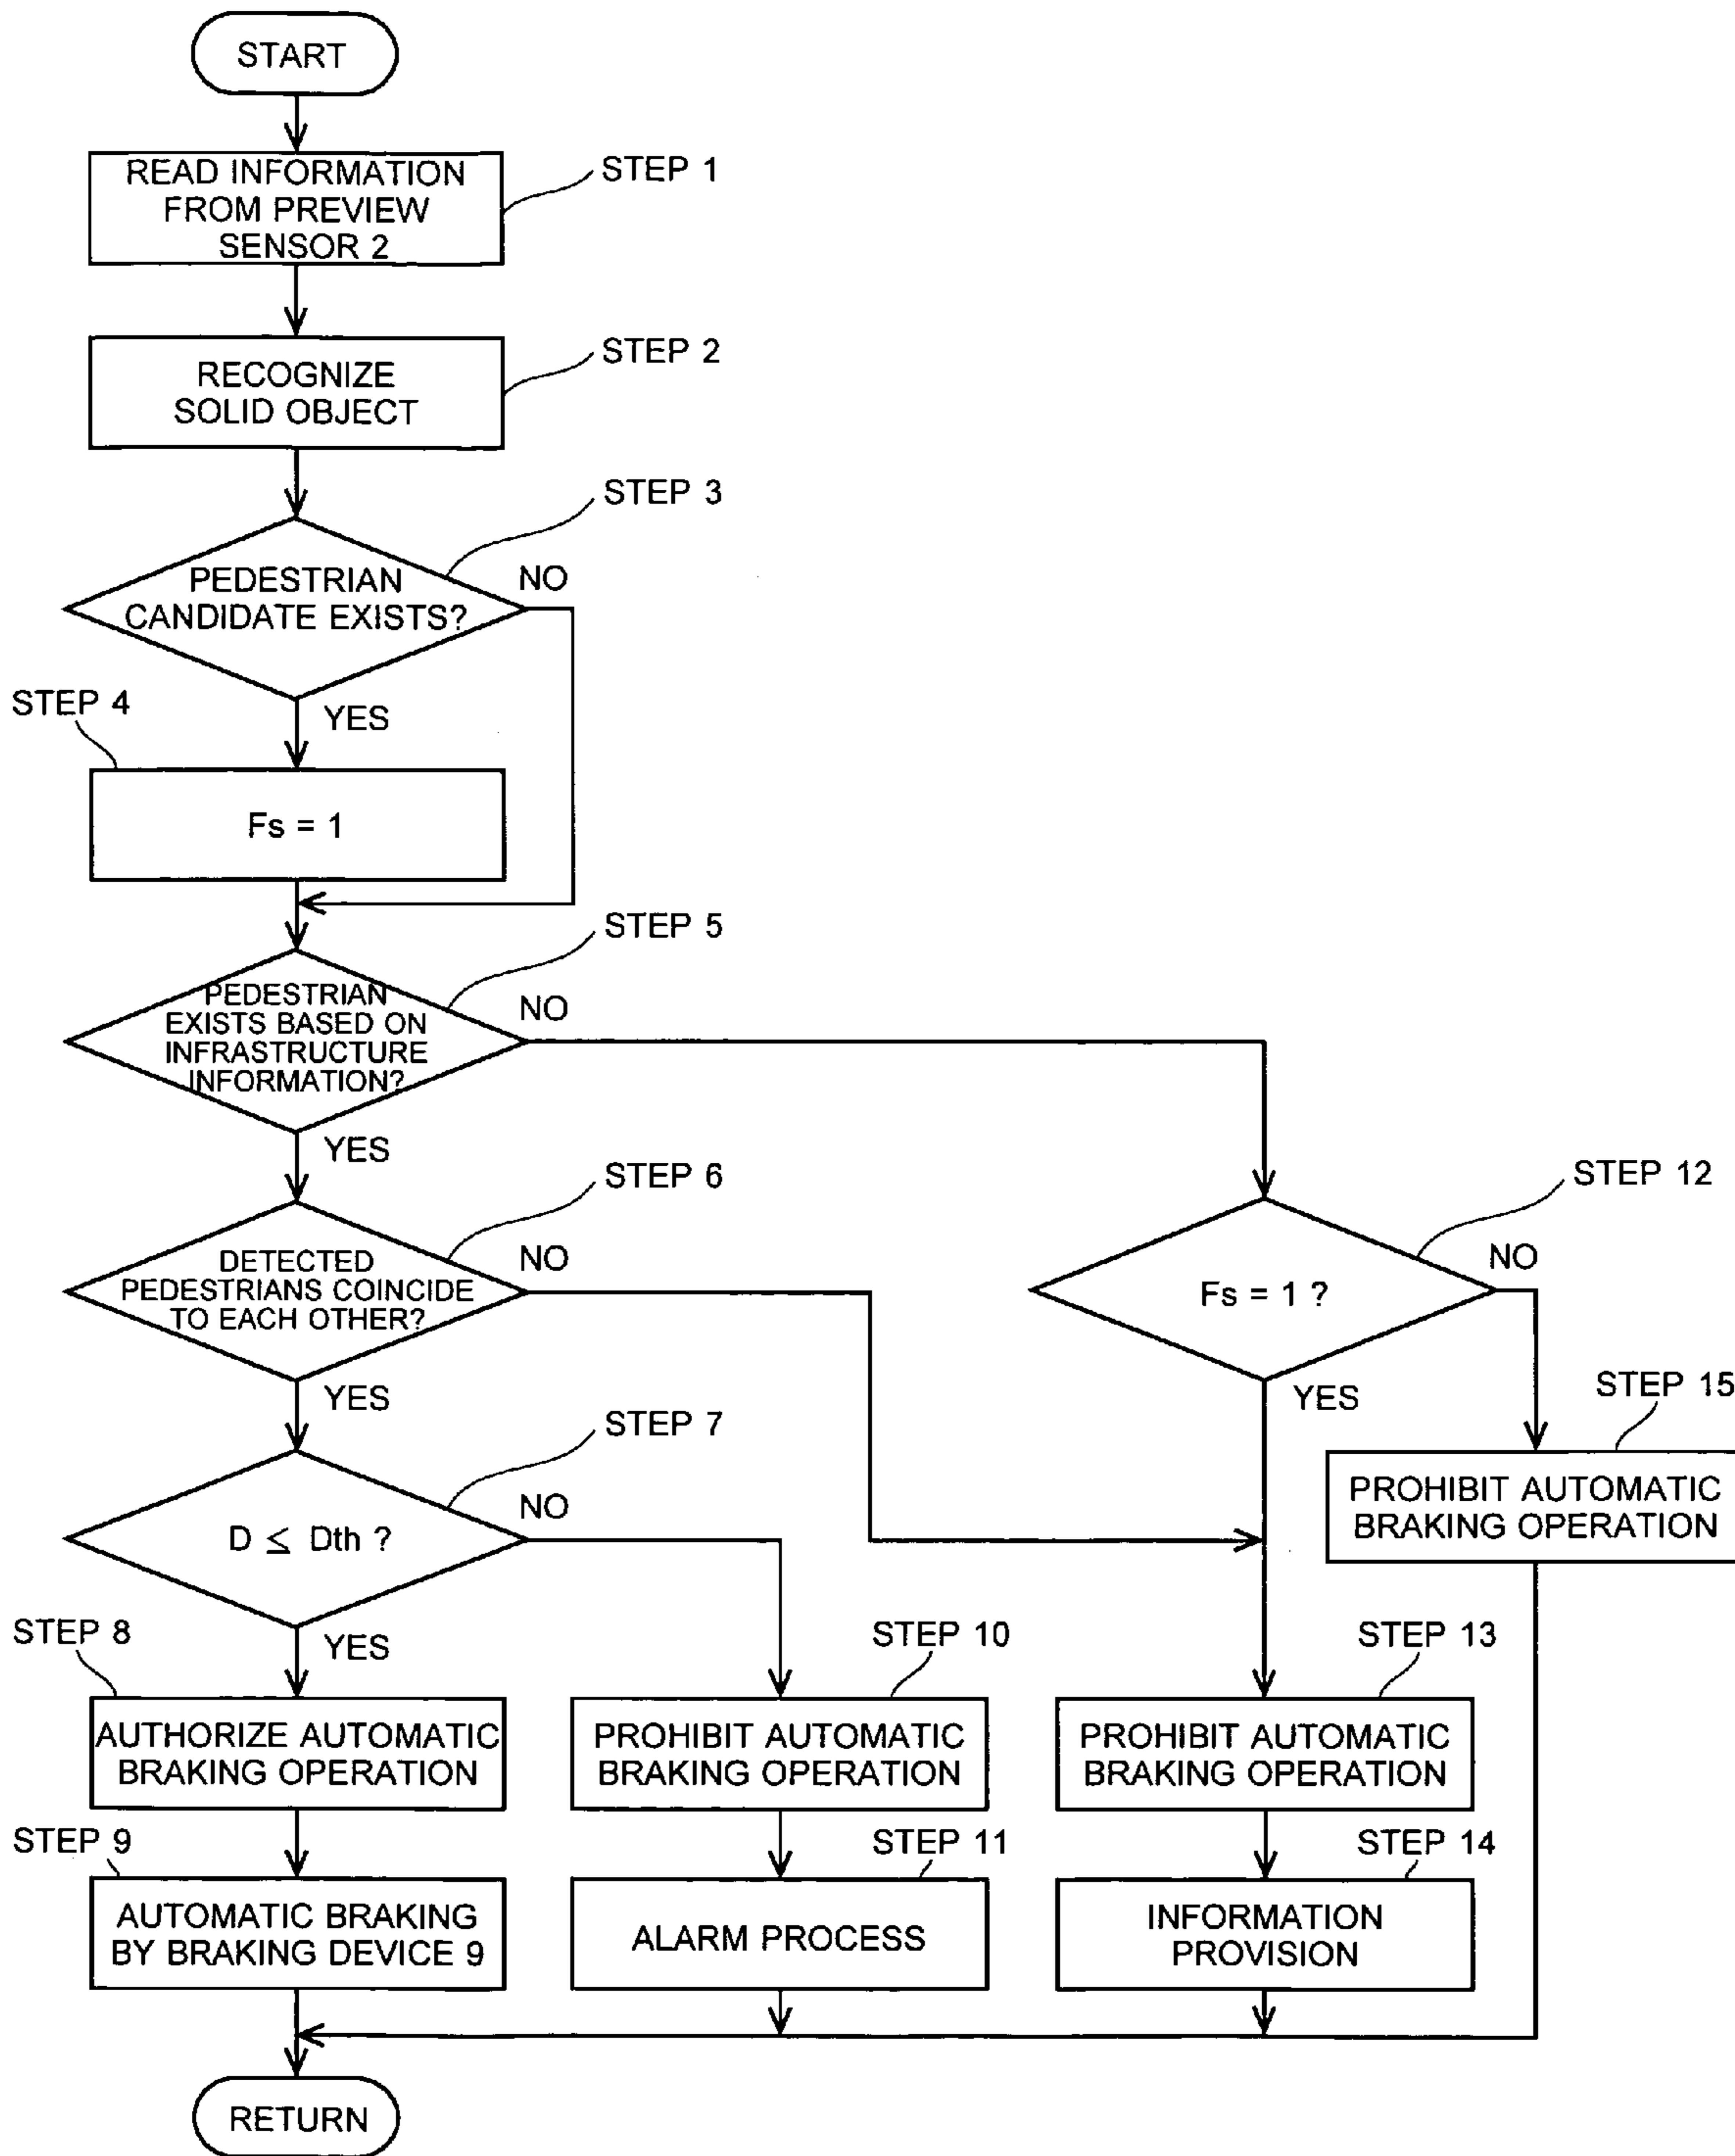 START
READ INFORMATION
FROM PREVIEW
SENSOR 2
STEP 1
RECOGNIZE
SOLID OBJECT
STEP 2
STEP 3
PEDESTRIAN
CANDIDATE EXISTS?
NO
YES
STEP 4
Fs = 1
STEP 5
PEDESTRIAN
EXISTS BASED ON
INFRASTRUCTURE
INFORMATION?
NO
YES
STEP 6
DETECTED
PEDESTRIANS COINCIDE
TO EACH OTHER?
NO
YES
STEP 12
Fs = 1 ?
NO
YES
STEP 7
D ≤ Dth ?
NO
YES
STEP 15
PROHIBIT AUTOMATIC
BRAKING OPERATION
STEP 8
AUTHORIZE AUTOMATIC
BRAKING OPERATION
STEP 10
PROHIBIT AUTOMATIC
BRAKING OPERATION
STEP 13
PROHIBIT AUTOMATIC
BRAKING OPERATION
STEP 9
AUTOMATIC BRAKING
BY BRAKING DEVICE 9
STEP 11
ALARM PROCESS
STEP 14
INFORMATION
PROVISION
RETURN